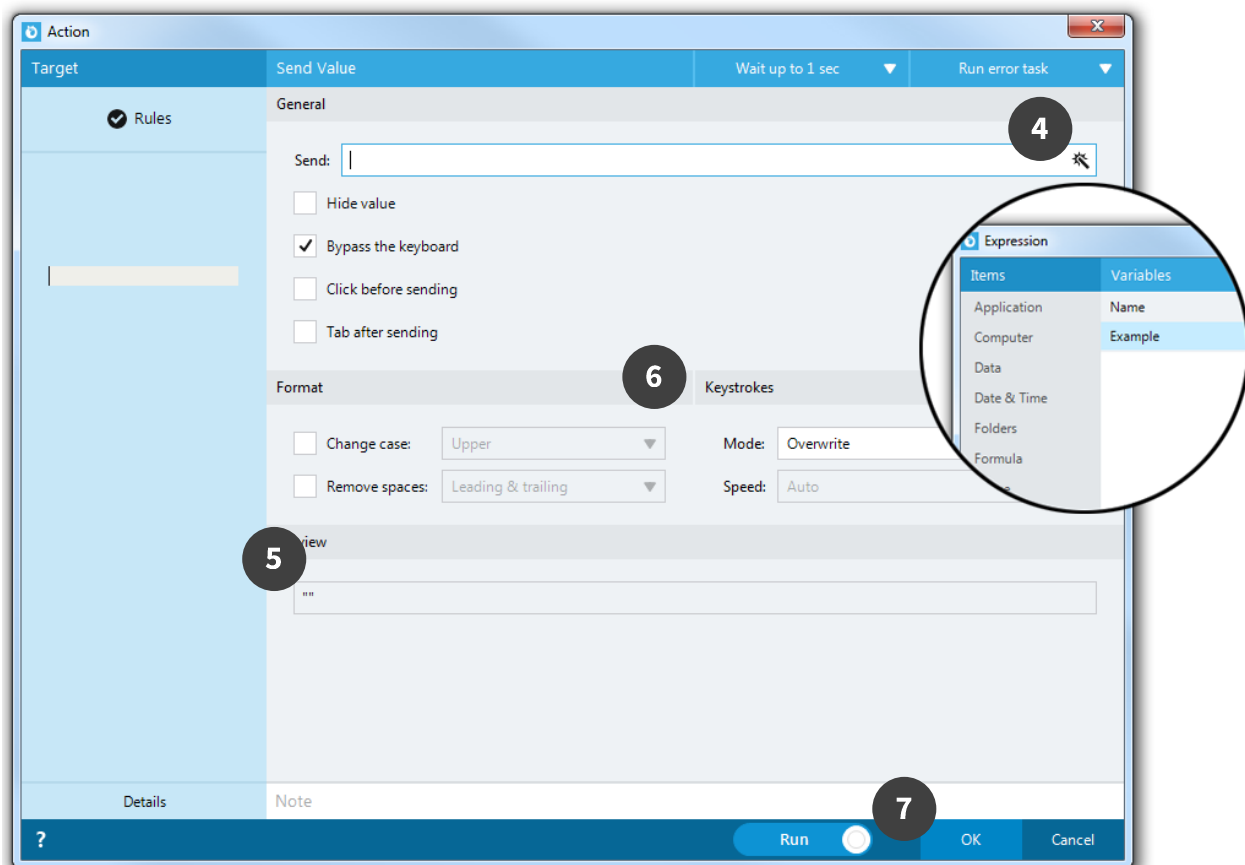 Action
X
Target
Send Value
Wait up to 1 sec
Run error task
Rules
General
4
Send:
Hide value
Bypass the keyboard
Click before sending
Tab after sending
Expression
Items
Variables
Application
Name
Computer
Example
Data
Date & Time
Folders
Formula
Format
6
Keystrokes
Change case:
Upper
Mode:
Overwrite
Remove spaces:
Leading & trailing
Speed:
Auto
5
view
""
Details
Note
7
?
Run
OK
Cancel